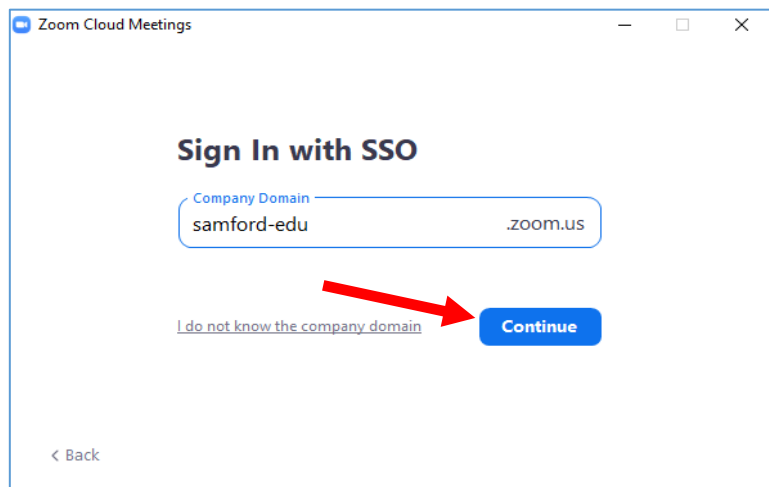 Zoom Cloud Meetings
Sign In with SSO
Company Domain
samford-edu .zoom.us
I do not know the company domain
Continue
< Back